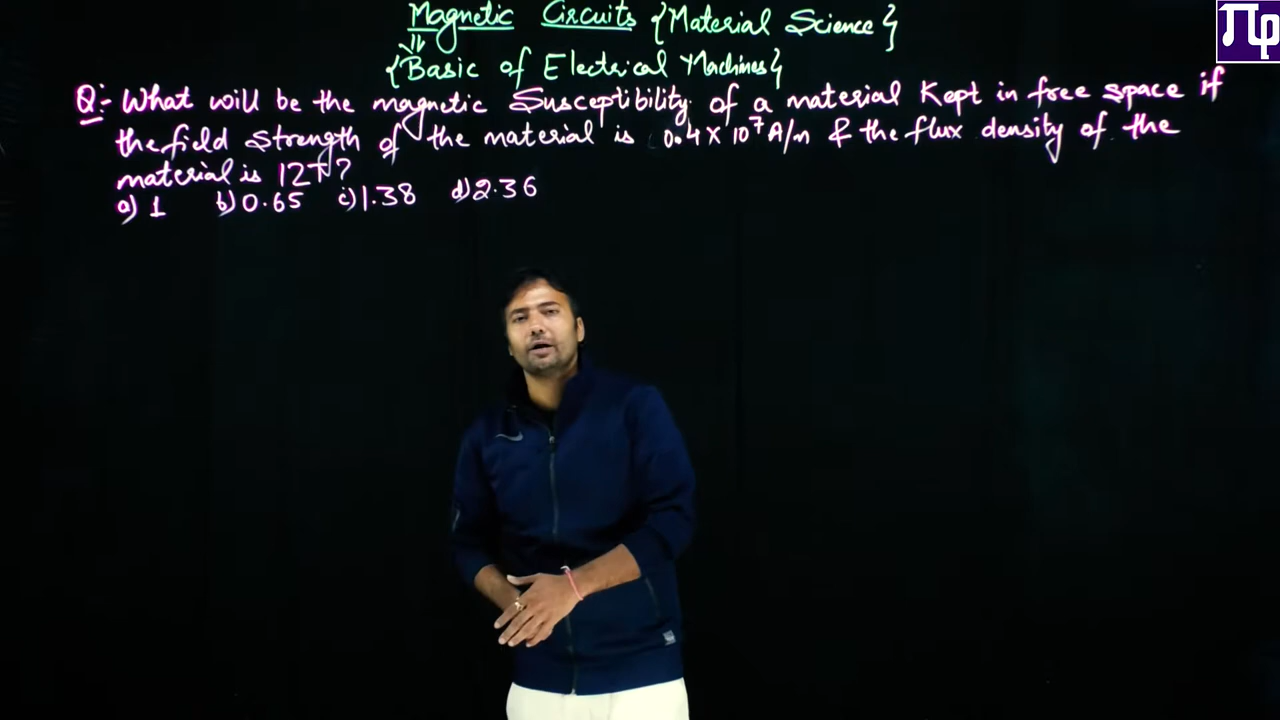 Magnetic Circuits {Material Science}
{Basic of Electrical Machines}
Q:- What will be the magnetic Susceptibility of a material Kept in free space if
the field strength of the material is 0.4 × 10⁷ A/m & the flux density of the
material is 12T?
a) 1 b) 0.65 c) 1.38 d) 2.36
πφ